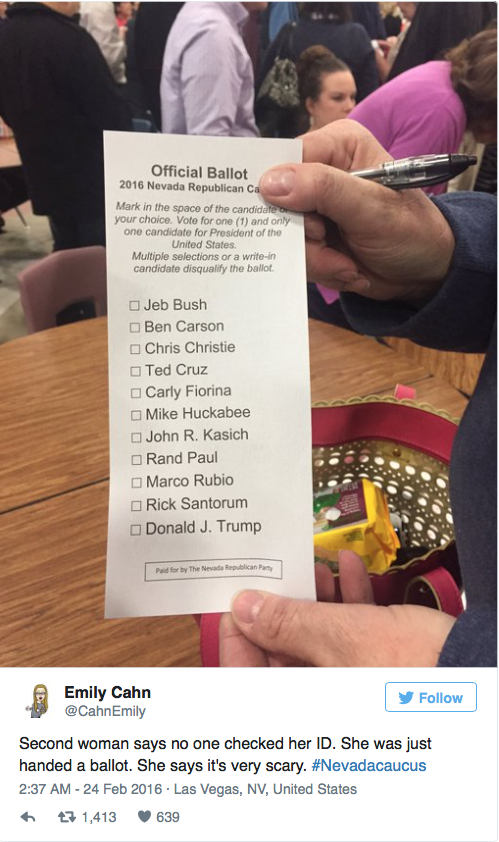 Official Ballot
2016 Nevada Republican
Mark in the space of the candidate
your choice. Vote for one (1) and only
one candidate for President of the
United States.
Multiple selections or a write-in
candidate disqualify the ballot.
Jeb Bush
Ben Carson
Chris Christie
Ted Cruz
Carly Fiorina
Mike Huckabee
John R. Kasich
Rand Paul
Marco Rubio
Rick Santorum
Donald J. Trump
Paid for by The Nevada Republican Party
Emily Cahn
@CahnEmily
Follow
Second woman says no one checked her ID. She was just
handed a ballot. She says it's very scary. #Nevadacaucus
2:37 AM - 24 Feb 2016 · Las Vegas, NV, United States
1,413
639